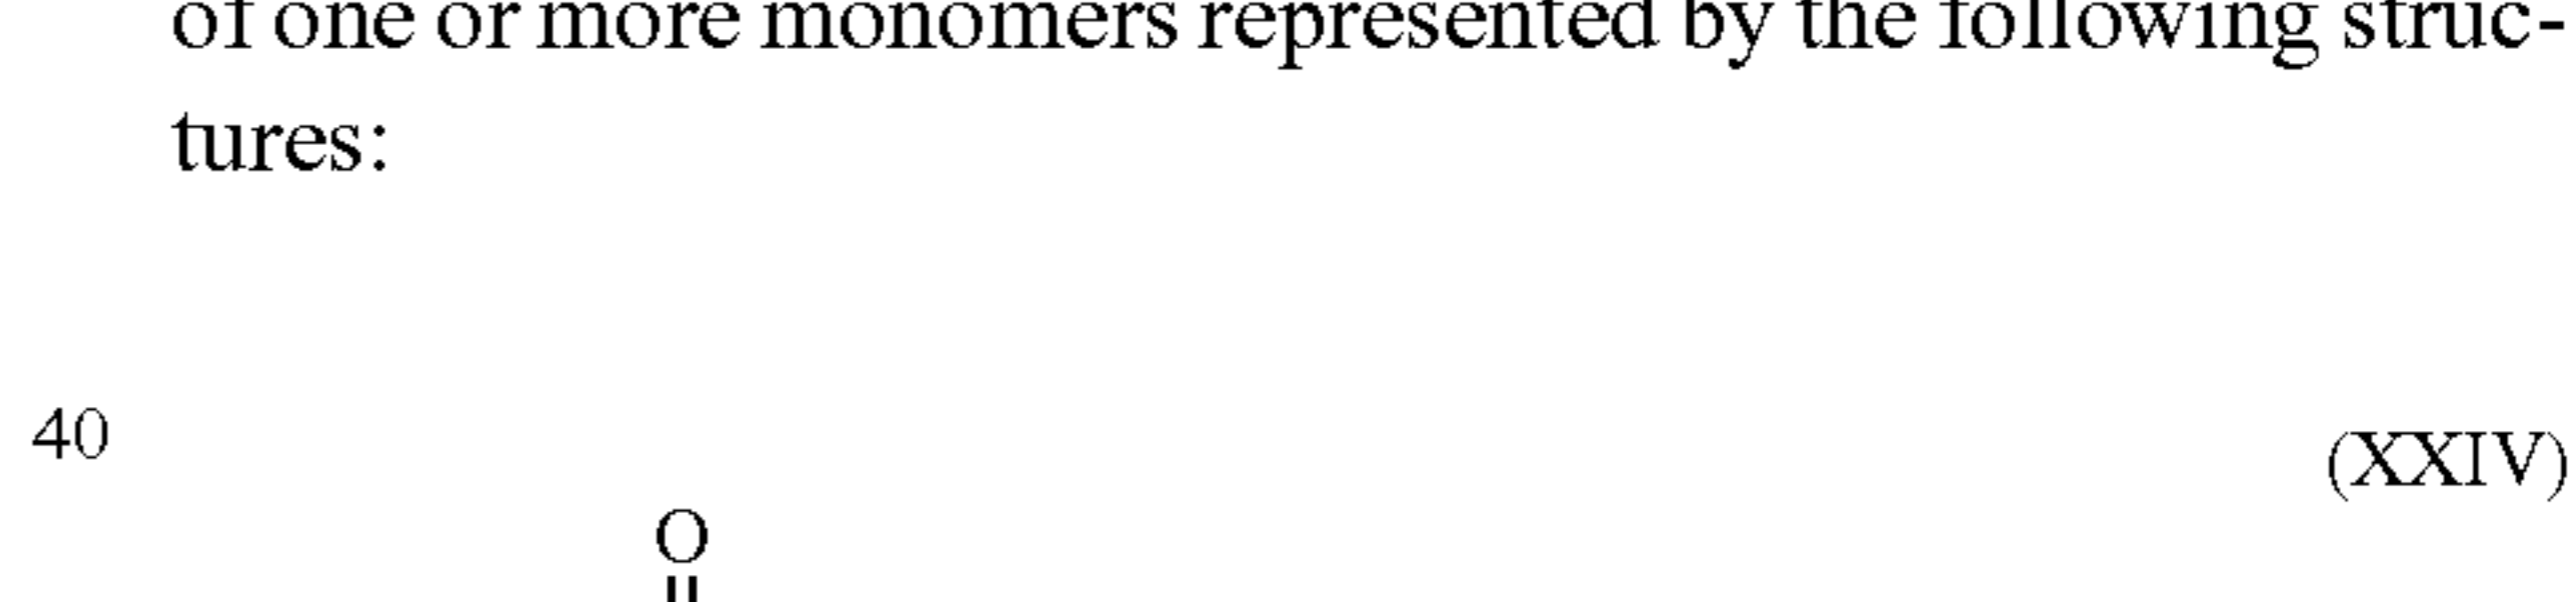 of one or more monomers represented by the following struc-
tures:
40
(XXIV)
O